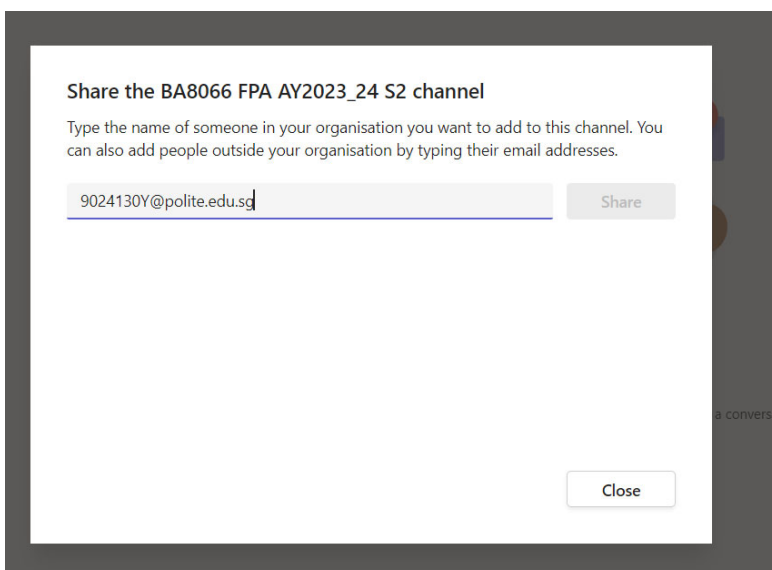 Share the BA8066 FPA AY2023_24 S2 channel
Type the name of someone in your organisation you want to add to this channel. You
can also add people outside your organisation by typing their email addresses.
9024130Y@polite.edu.sg
Share
a convers
Close